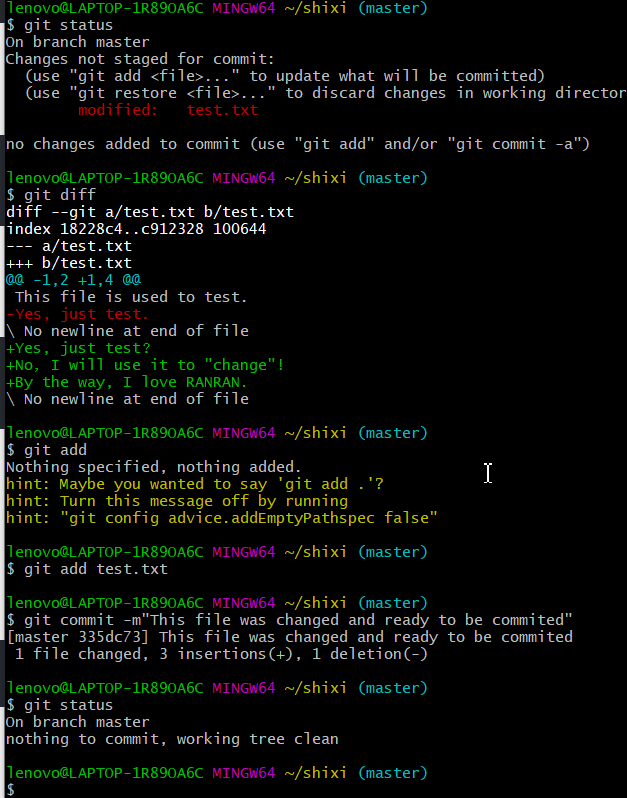 lenovo@LAPTOP-1R89OA6C MINGW64 ~/shixi (master)
$ git status
On branch master
Changes not staged for commit:
  (use "git add <file>..." to update what will be committed)
  (use "git restore <file>..." to discard changes in working director
        modified:   test.txt

no changes added to commit (use "git add" and/or "git commit -a")

lenovo@LAPTOP-1R89OA6C MINGW64 ~/shixi (master)
$ git diff
diff --git a/test.txt b/test.txt
index 18228c4..c912328 100644
--- a/test.txt
+++ b/test.txt
@@ -1,2 +1,4 @@
 This file is used to test.
-Yes, just test.
\ No newline at end of file
+Yes, just test?
+No, I will use it to "change"!
+By the way, I love RANRAN.
\ No newline at end of file

lenovo@LAPTOP-1R89OA6C MINGW64 ~/shixi (master)
$ git add
Nothing specified, nothing added.
hint: Maybe you wanted to say 'git add .'?
hint: Turn this message off by running
hint: "git config advice.addEmptyPathspec false"

lenovo@LAPTOP-1R89OA6C MINGW64 ~/shixi (master)
$ git add test.txt

lenovo@LAPTOP-1R89OA6C MINGW64 ~/shixi (master)
$ git commit -m"This file was changed and ready to be commited"
[master 335dc73] This file was changed and ready to be commited
 1 file changed, 3 insertions(+), 1 deletion(-)

lenovo@LAPTOP-1R89OA6C MINGW64 ~/shixi (master)
$ git status
On branch master
nothing to commit, working tree clean

lenovo@LAPTOP-1R89OA6C MINGW64 ~/shixi (master)
$